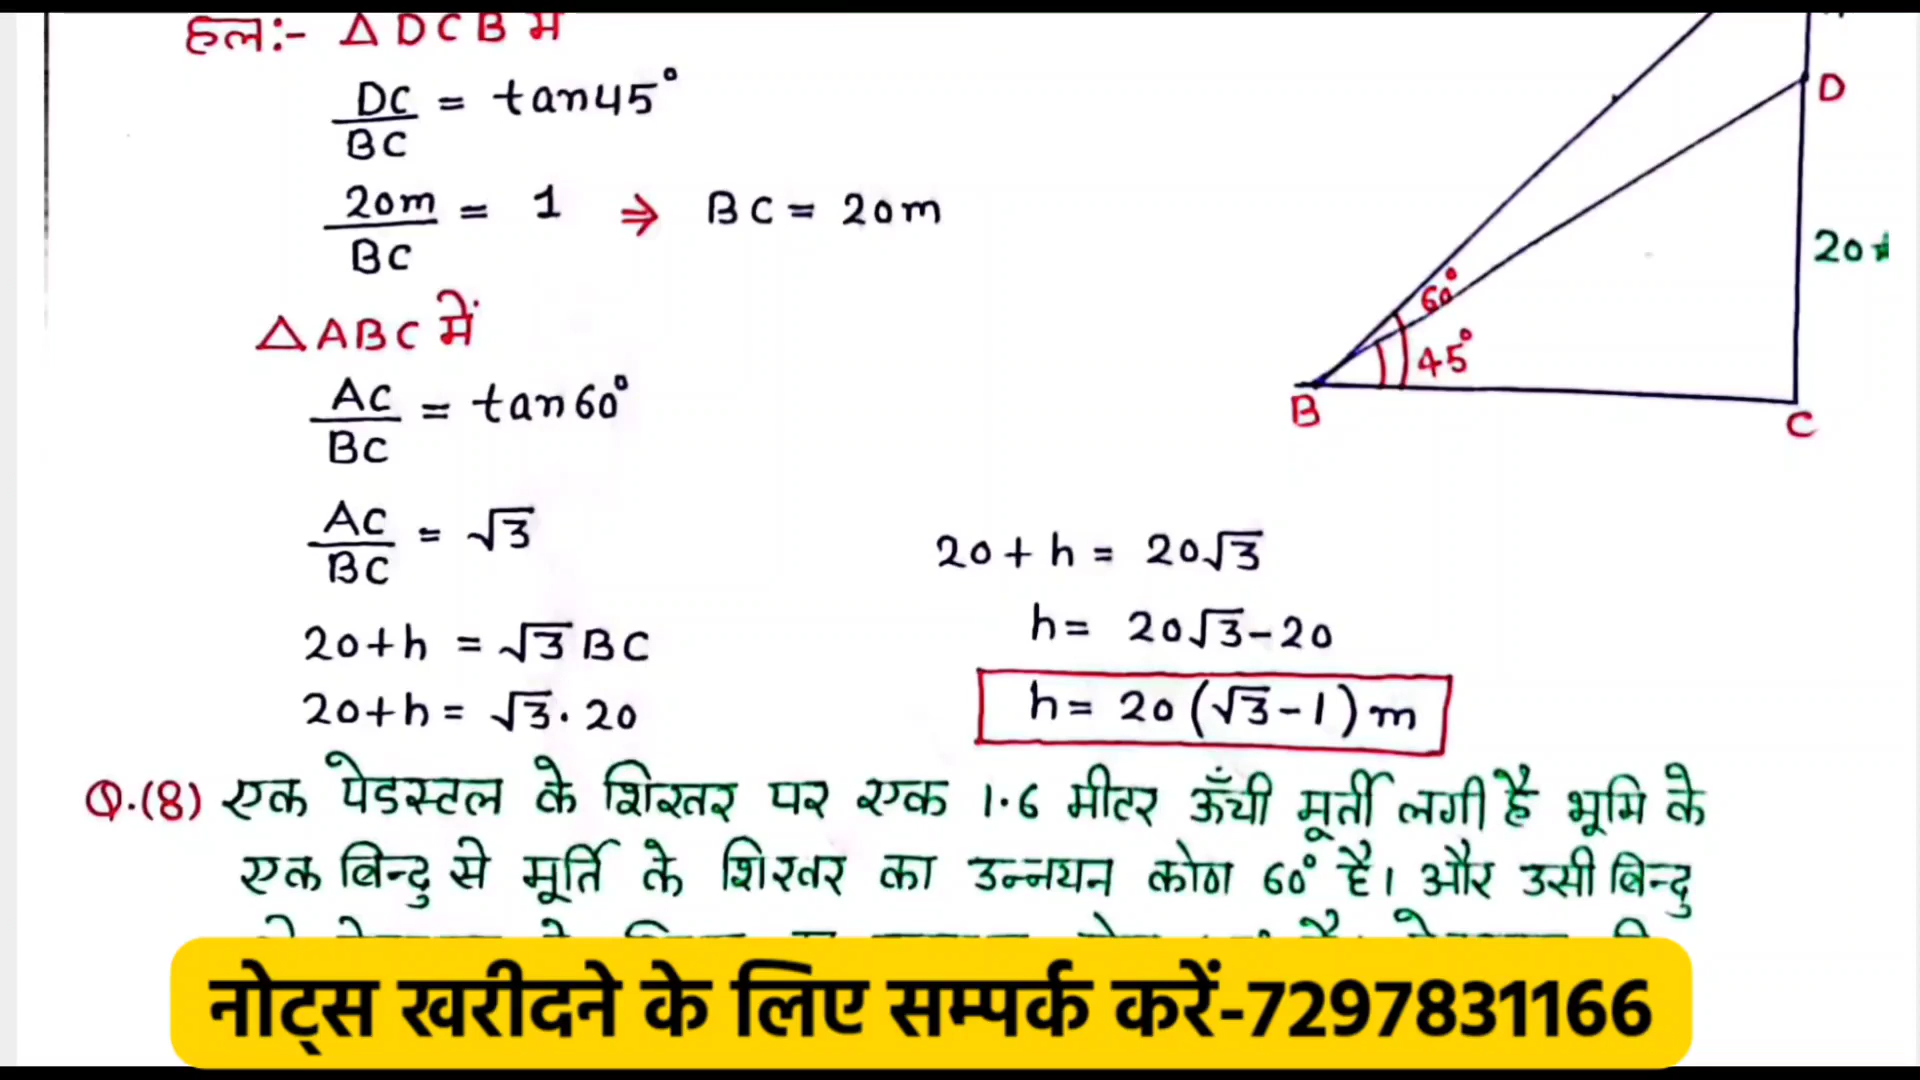 हल:- △DCB में
DC/BC = tan45°
20m/BC = 1 ⇒ BC = 20m
△ABC में
AC/BC = tan60°
AC/BC = √3
20+h = √3 BC
20+h = √3·20
20+h = 20√3
h = 20√3-20
h = 20(√3-1)m
D
20
60°
45°
B
C
Q.(8) एक पेडस्टल के शिखर पर एक 1.6 मीटर ऊँची मूर्ती लगी है भूमि के
एक बिन्दु से मूर्ति के शिखर का उन्नयन कोण 60° है। और उसी बिन्दु
नोट्स खरीदने के लिए सम्पर्क करें-7297831166